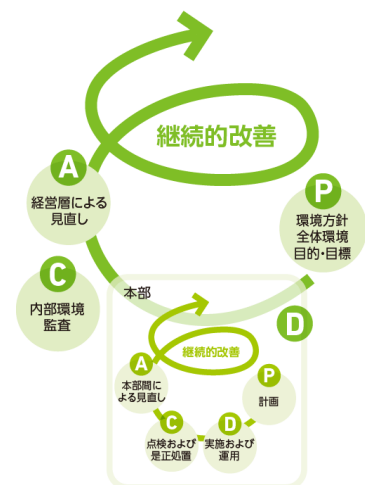 継続的改善
A
経営層による
見直し
P
環境方針
全体環境
目的・目標
C
内部環境
監査
本部
D
継続的改善
A
本部間に
よる見直し
P
計画
C
点検および
是正処置
D
実施および
運用